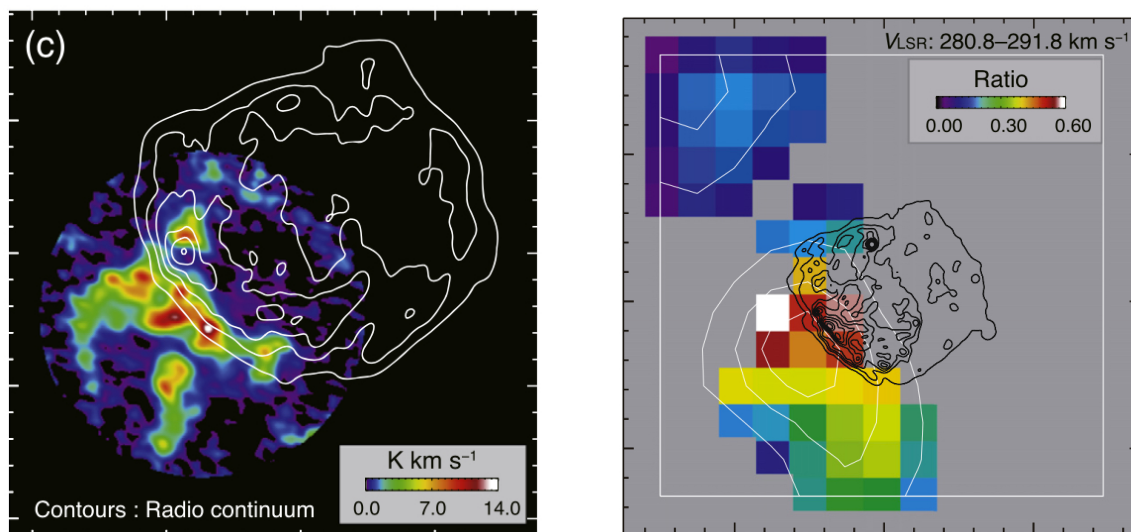 (c)
K km s⁻¹
0.0 7.0 14.0
Contours : Radio continuum
VLSR: 280.8–291.8 km s⁻¹
Ratio
0.00 0.30 0.60